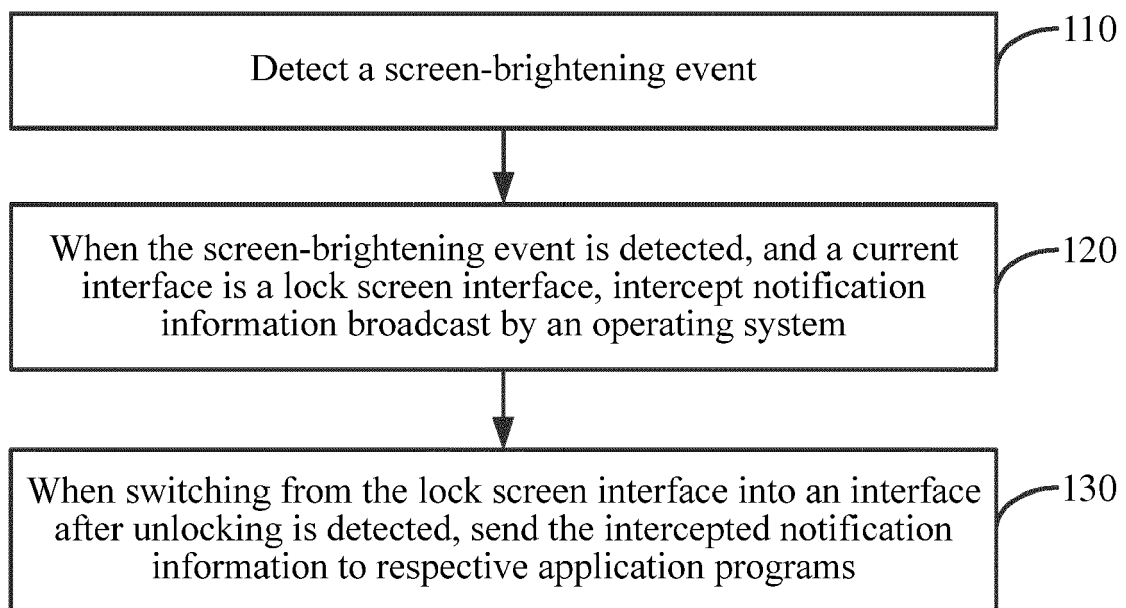 110
Detect a screen-brightening event
When the screen-brightening event is detected, and a current
interface is a lock screen interface, intercept notification
information broadcast by an operating system
120
When switching from the lock screen interface into an interface
after unlocking is detected, send the intercepted notification
information to respective application programs
130